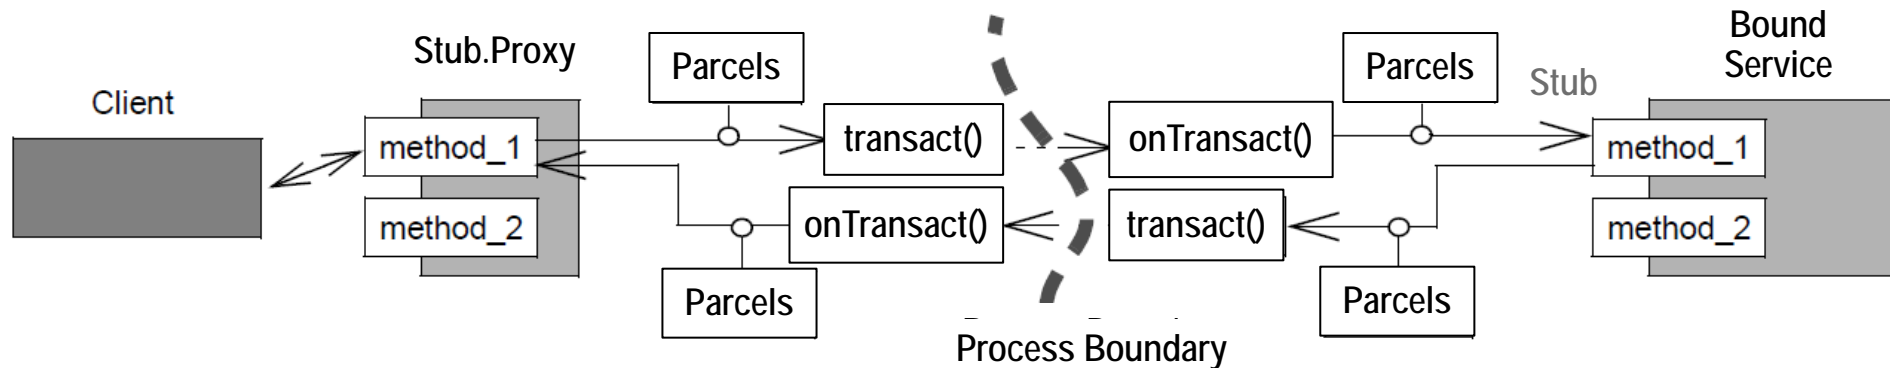 Client
Stub.Proxy
method_1
method_2
Parcels
transact()
onTransact()
Parcels
Process Boundary
Parcels
onTransact()
transact()
Parcels
Stub
Bound
Service
method_1
method_2